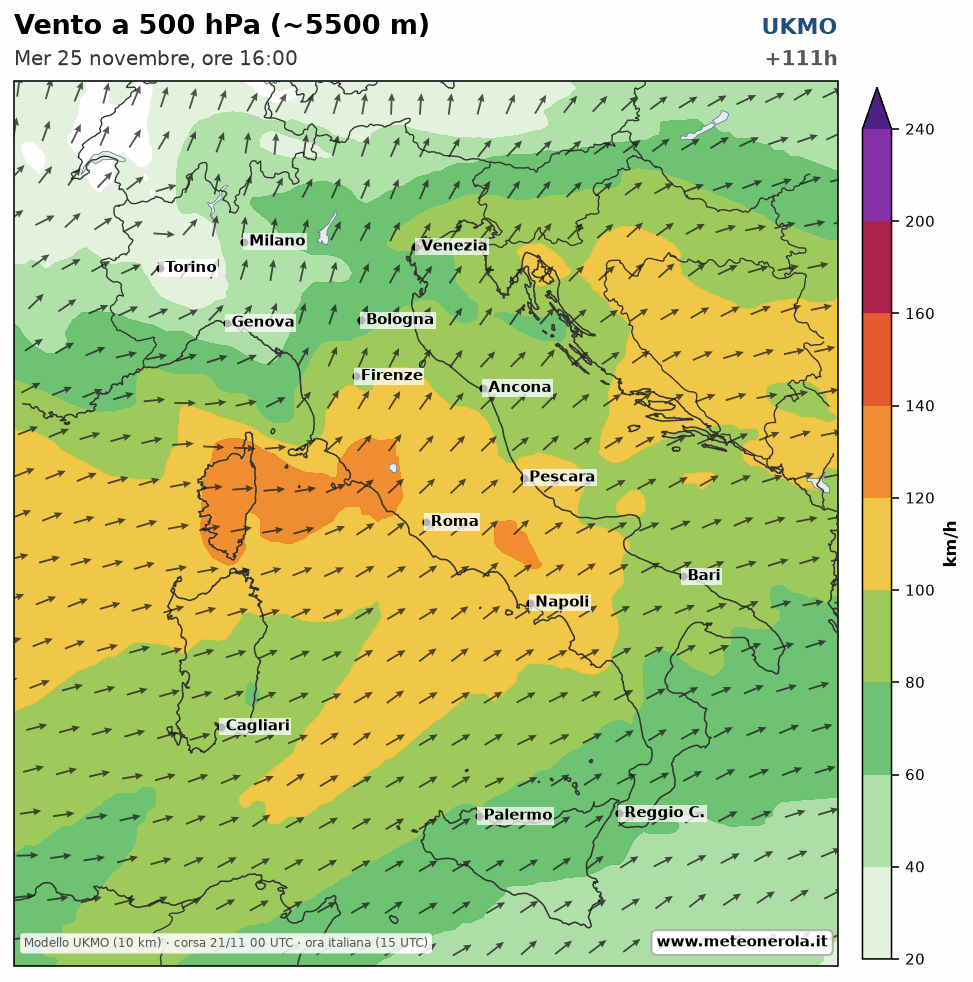 Vento a 500 hPa (~5500 m)
UKMO
Mer 25 novembre, ore 16:00
+111h
Milano
Venezia
Torino
Genova
Bologna
Firenze
Ancona
Pescara
Roma
Bari
Napoli
Cagliari
Palermo
Reggio C.
240
200
160
140
120
100
80
60
40
20
km/h
Modello UKMO (10 km) · corsa 21/11 00 UTC · ora italiana (15 UTC)
www.meteonerola.it